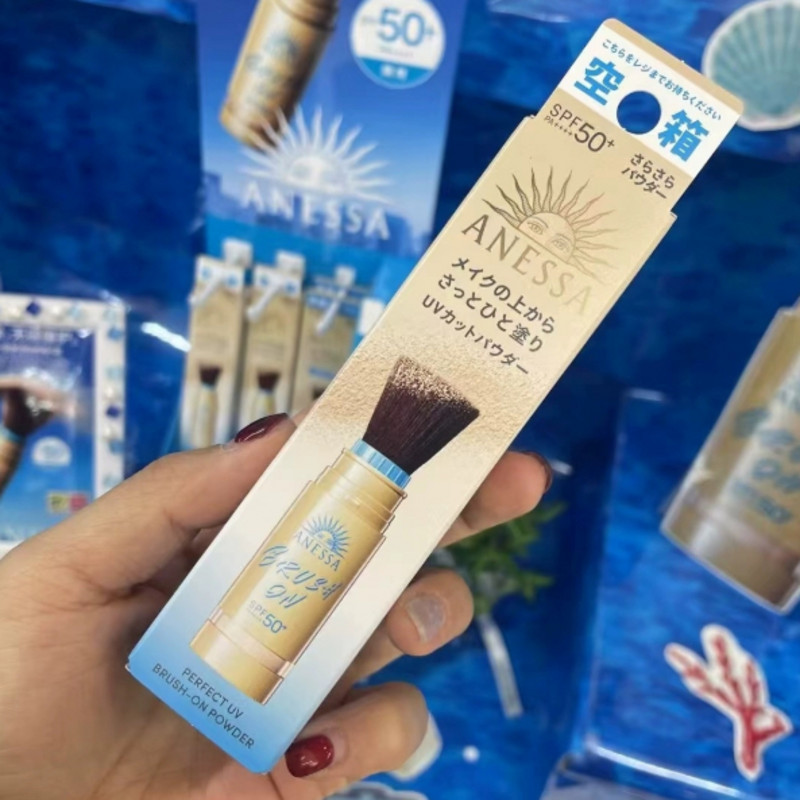 こちらをレジまでお持ちください
空箱
SPF50+
PA++++
さらさら
パウダー
ANESSA
メイクの上から
さっとひと塗り
UVカットパウダー
ANESSA
BRUSH
ON
SPF50+
PERFECT UV
BRUSH-ON POWDER
50+
ANESSA